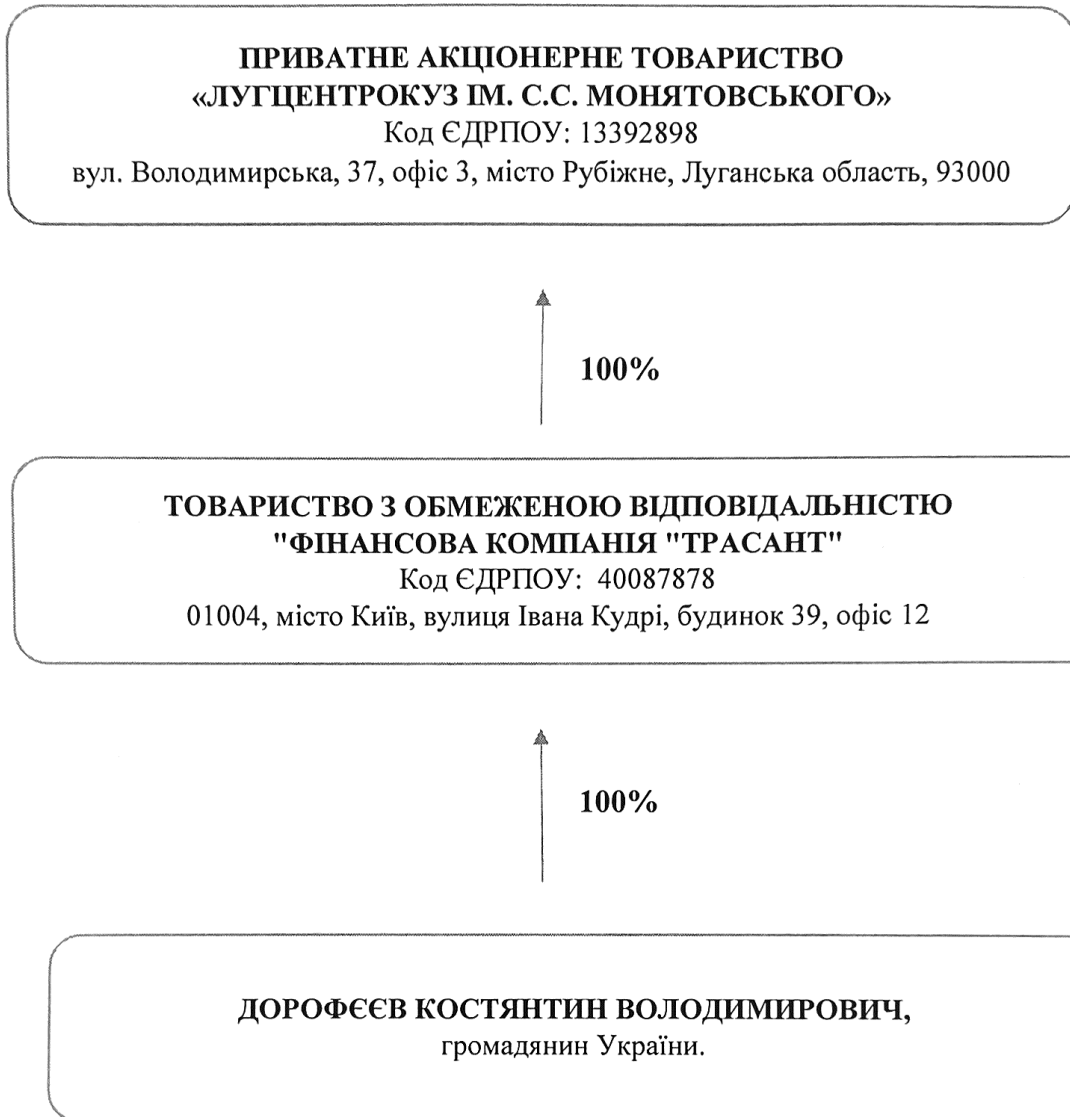 ПРИВАТНЕ АКЦІОНЕРНЕ ТОВАРИСТВО
«ЛУГЦЕНТРОКУЗ ІМ. С.С. МОНЯТОВСЬКОГО»
Код ЄДРПОУ: 13392898
вул. Володимирська, 37, офіс 3, місто Рубіжне, Луганська область, 93000
100%
ТОВАРИСТВО З ОБМЕЖЕНОЮ ВІДПОВІДАЛЬНІСТЮ
"ФІНАНСОВА КОМПАНІЯ "ТРАСАНТ"
Код ЄДРПОУ: 40087878
01004, місто Київ, вулиця Івана Кудрі, будинок 39, офіс 12
100%
ДОРОФЄЄВ КОСТЯНТИН ВОЛОДИМИРОВИЧ,
громадянин України.